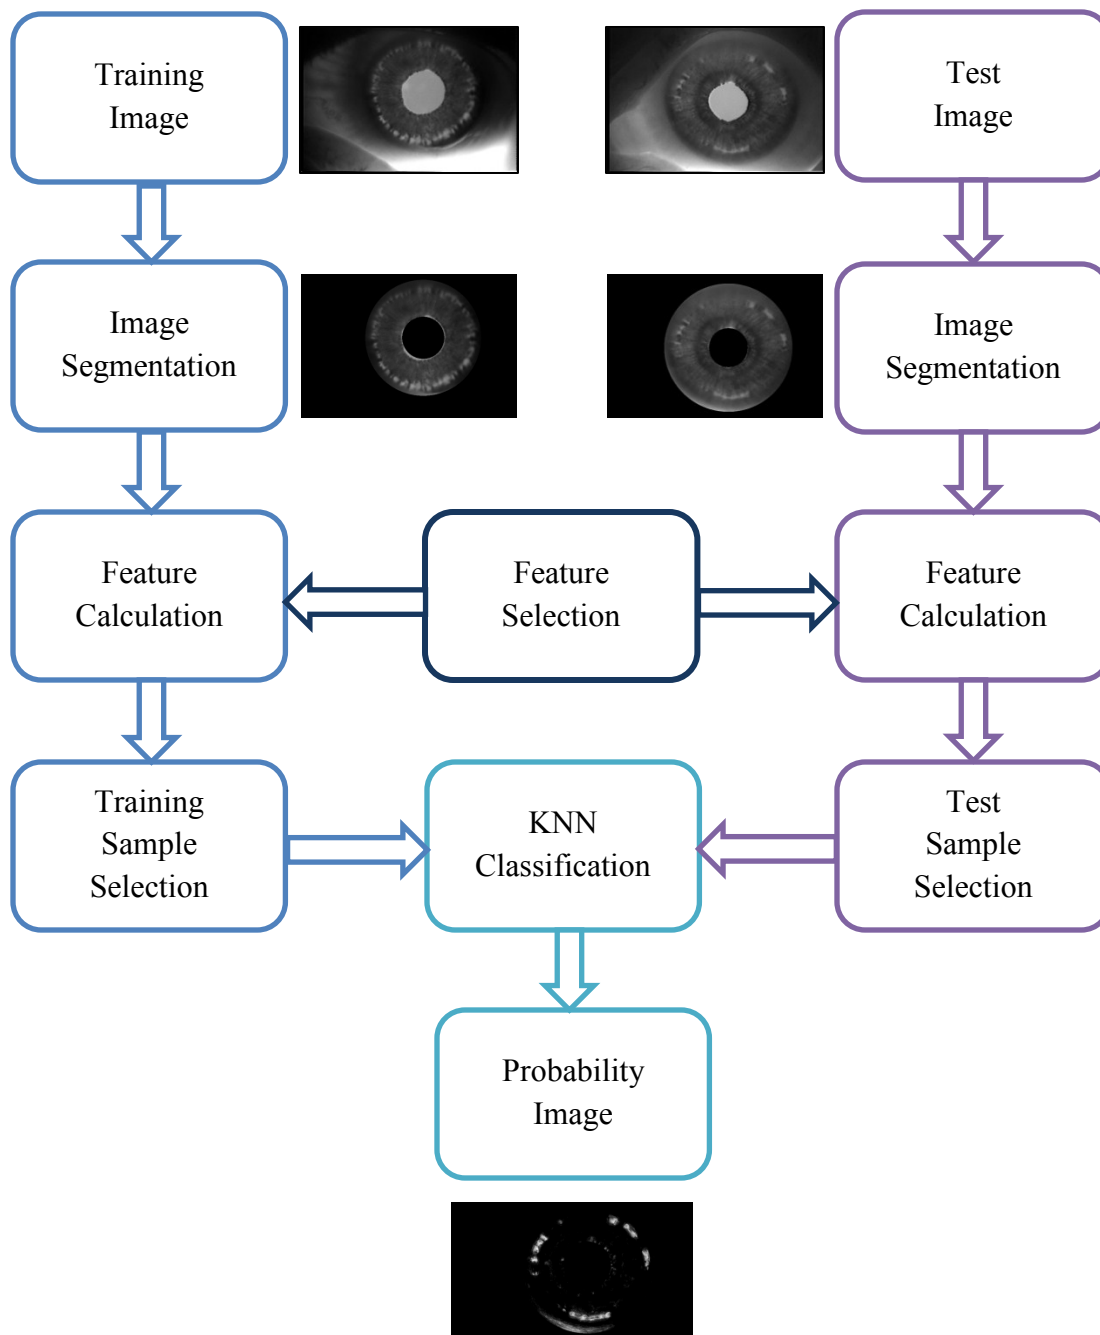 Training
Image
Test
Image
Image
Segmentation
Image
Segmentation
Feature
Calculation
Feature
Selection
Feature
Calculation
Training
Sample
Selection
KNN
Classification
Test
Sample
Selection
Probability
Image